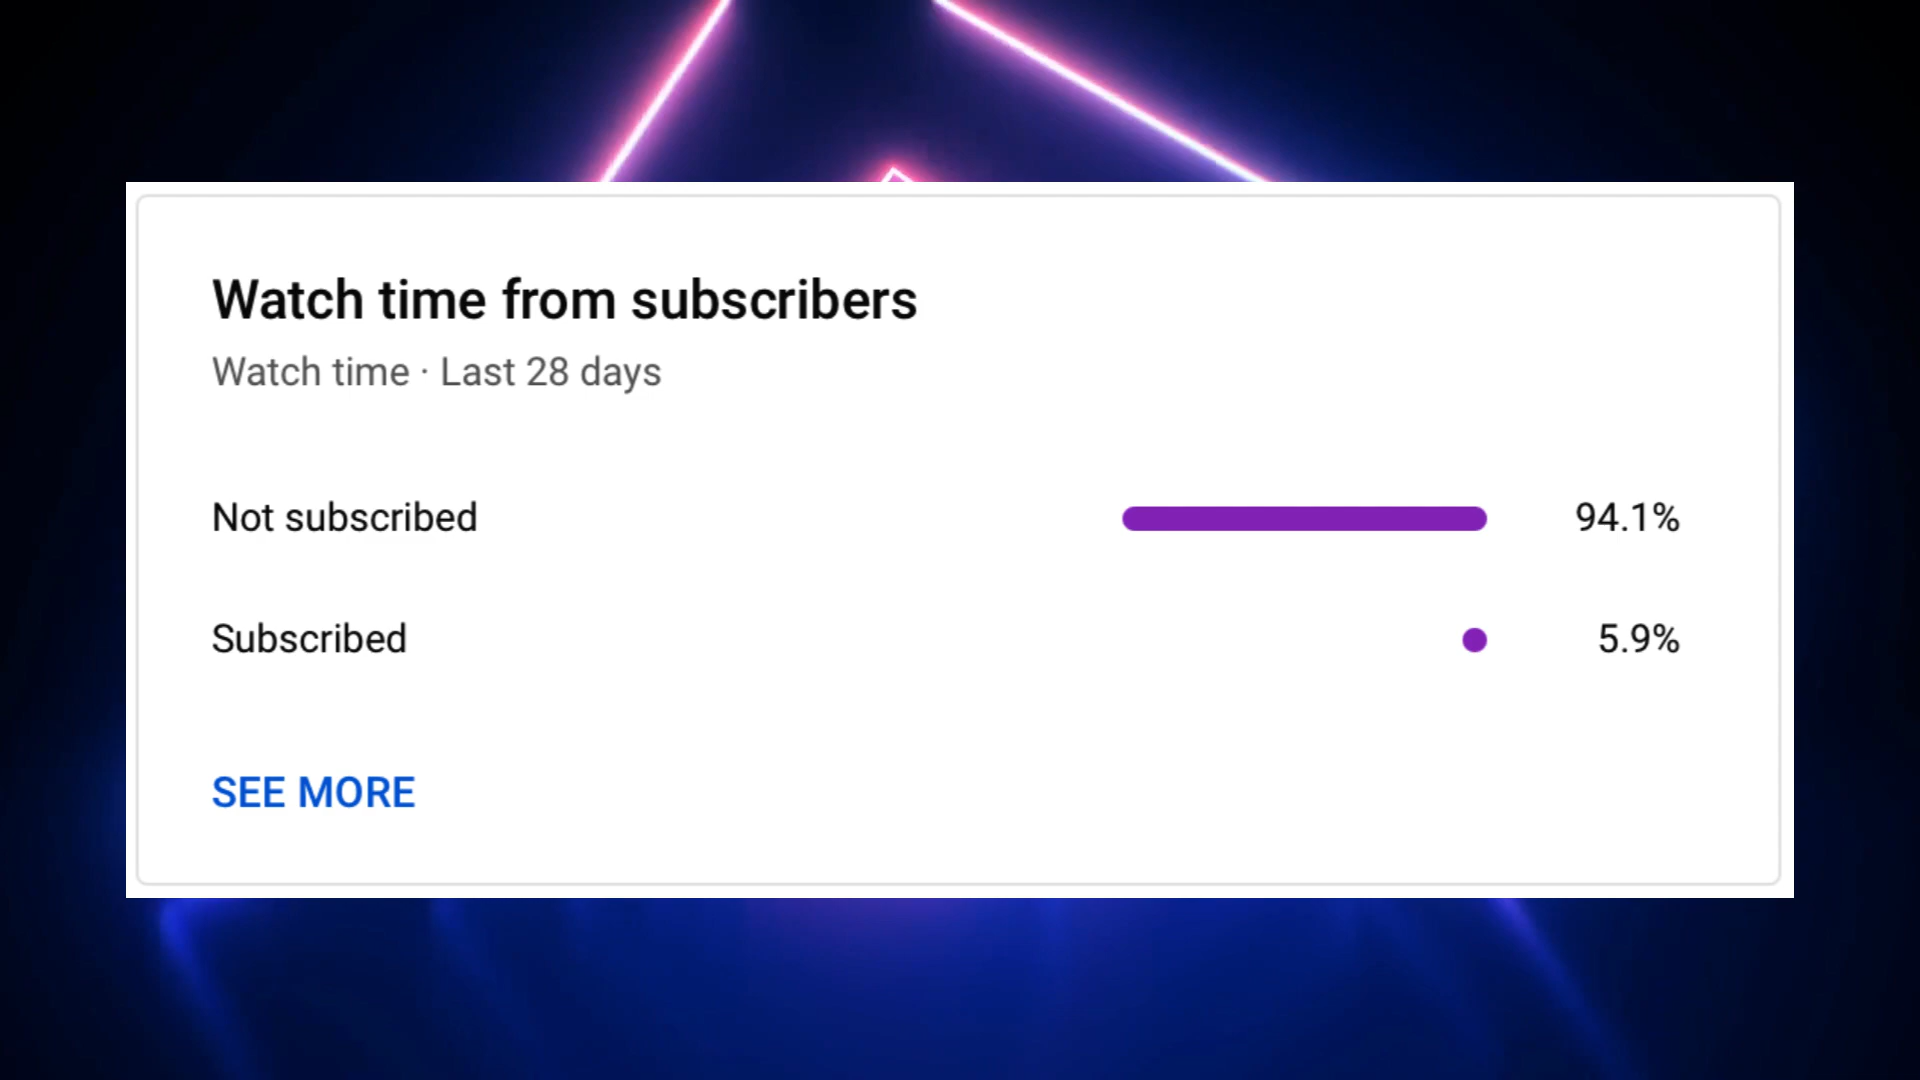 Watch time from subscribers
Watch time · Last 28 days
Not subscribed 94.1%
Subscribed 5.9%
SEE MORE